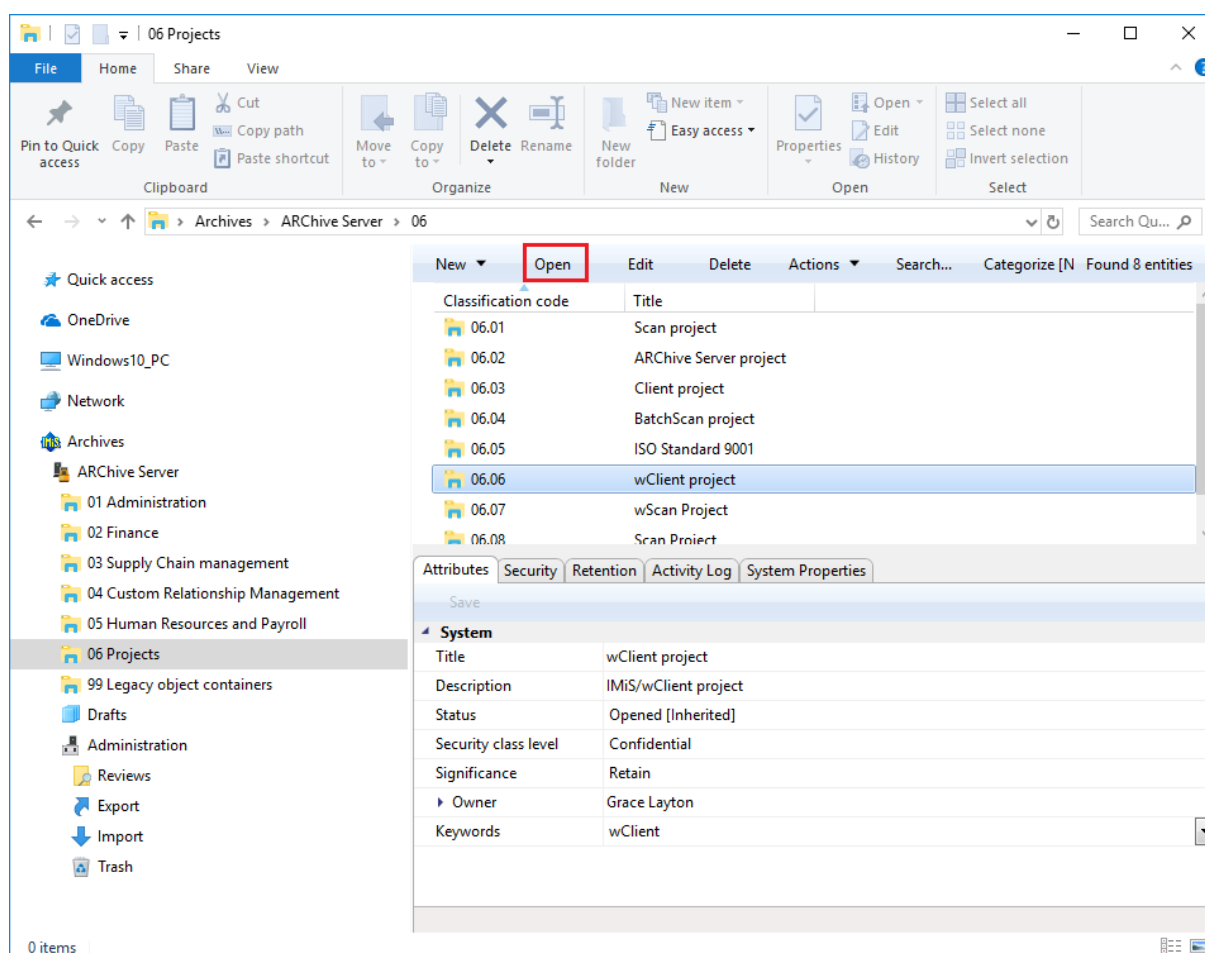 06 Projects
File Home Share View
Pin to Quick access
Copy
Paste
Cut
Copy path
Paste shortcut
Clipboard
Move to
Copy to
Delete
Rename
Organize
New folder
New item
Easy access
New
Properties
Open
Edit
History
Open
Select all
Select none
Invert selection
Select
Archives > ARChive Server > 06
Search Qu...
Quick access
OneDrive
Windows10_PC
Network
Archives
ARChive Server
01 Administration
02 Finance
03 Supply Chain management
04 Custom Relationship Management
05 Human Resources and Payroll
06 Projects
99 Legacy object containers
Drafts
Administration
Reviews
Export
Import
Trash
New Open Edit Delete Actions Search... Categorize [N Found 8 entities
Classification code Title
06.01 Scan project
06.02 ARChive Server project
06.03 Client project
06.04 BatchScan project
06.05 ISO Standard 9001
06.06 wClient project
06.07 wScan Project
06.08 Scan Project
Attributes Security Retention Activity Log System Properties
Save
System
Title wClient project
Description IMiS/wClient project
Status Opened [Inherited]
Security class level Confidential
Significance Retain
Owner Grace Layton
Keywords wClient
0 items